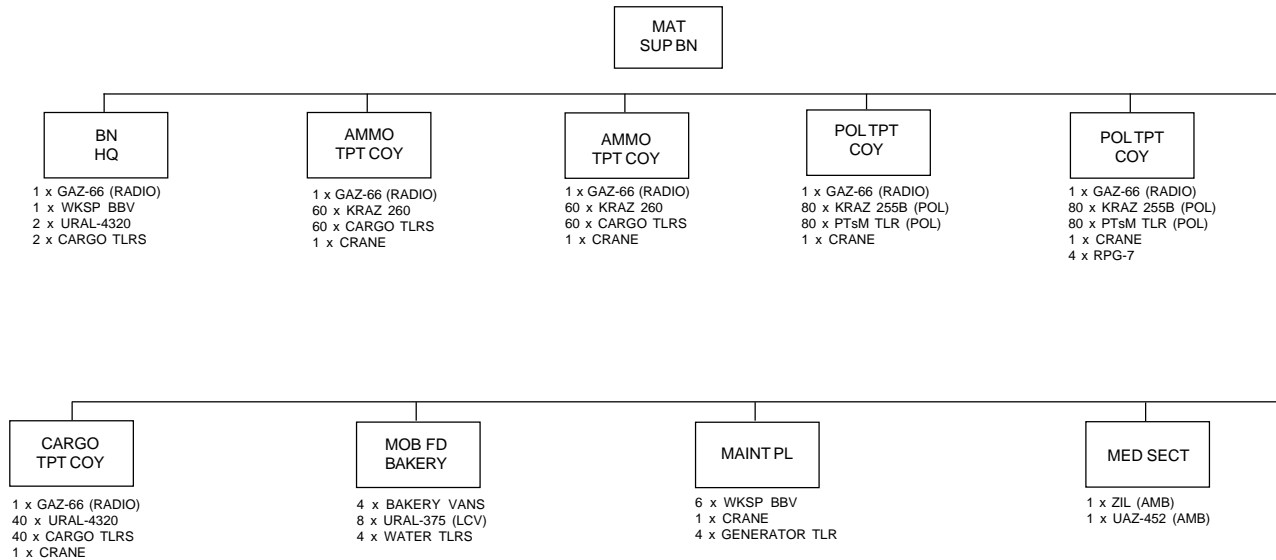 MAT
SUP BN
BN
HQ
1 x GAZ-66 (RADIO)
1 x WKSP BBV
2 x URAL-4320
2 x CARGO TLRS
AMMO
TPT COY
1 x GAZ-66 (RADIO)
60 x KRAZ 260
60 x CARGO TLRS
1 x CRANE
AMMO
TPT COY
1 x GAZ-66 (RADIO)
60 x KRAZ 260
60 x CARGO TLRS
1 x CRANE
POL TPT
COY
1 x GAZ-66 (RADIO)
80 x KRAZ 255B (POL)
80 x PTsM TLR (POL)
1 x CRANE
POL TPT
COY
1 x GAZ-66 (RADIO)
80 x KRAZ 255B (POL)
80 x PTsM TLR (POL)
1 x CRANE
4 x RPG-7
CARGO
TPT COY
1 x GAZ-66 (RADIO)
40 x URAL-4320
40 x CARGO TLRS
1 x CRANE
MOB FD
BAKERY
4 x BAKERY VANS
8 x URAL-375 (LCV)
4 x WATER TLRS
MAINT PL
6 x WKSP BBV
1 x CRANE
4 x GENERATOR TLR
MED SECT
1 x ZIL (AMB)
1 x UAZ-452 (AMB)